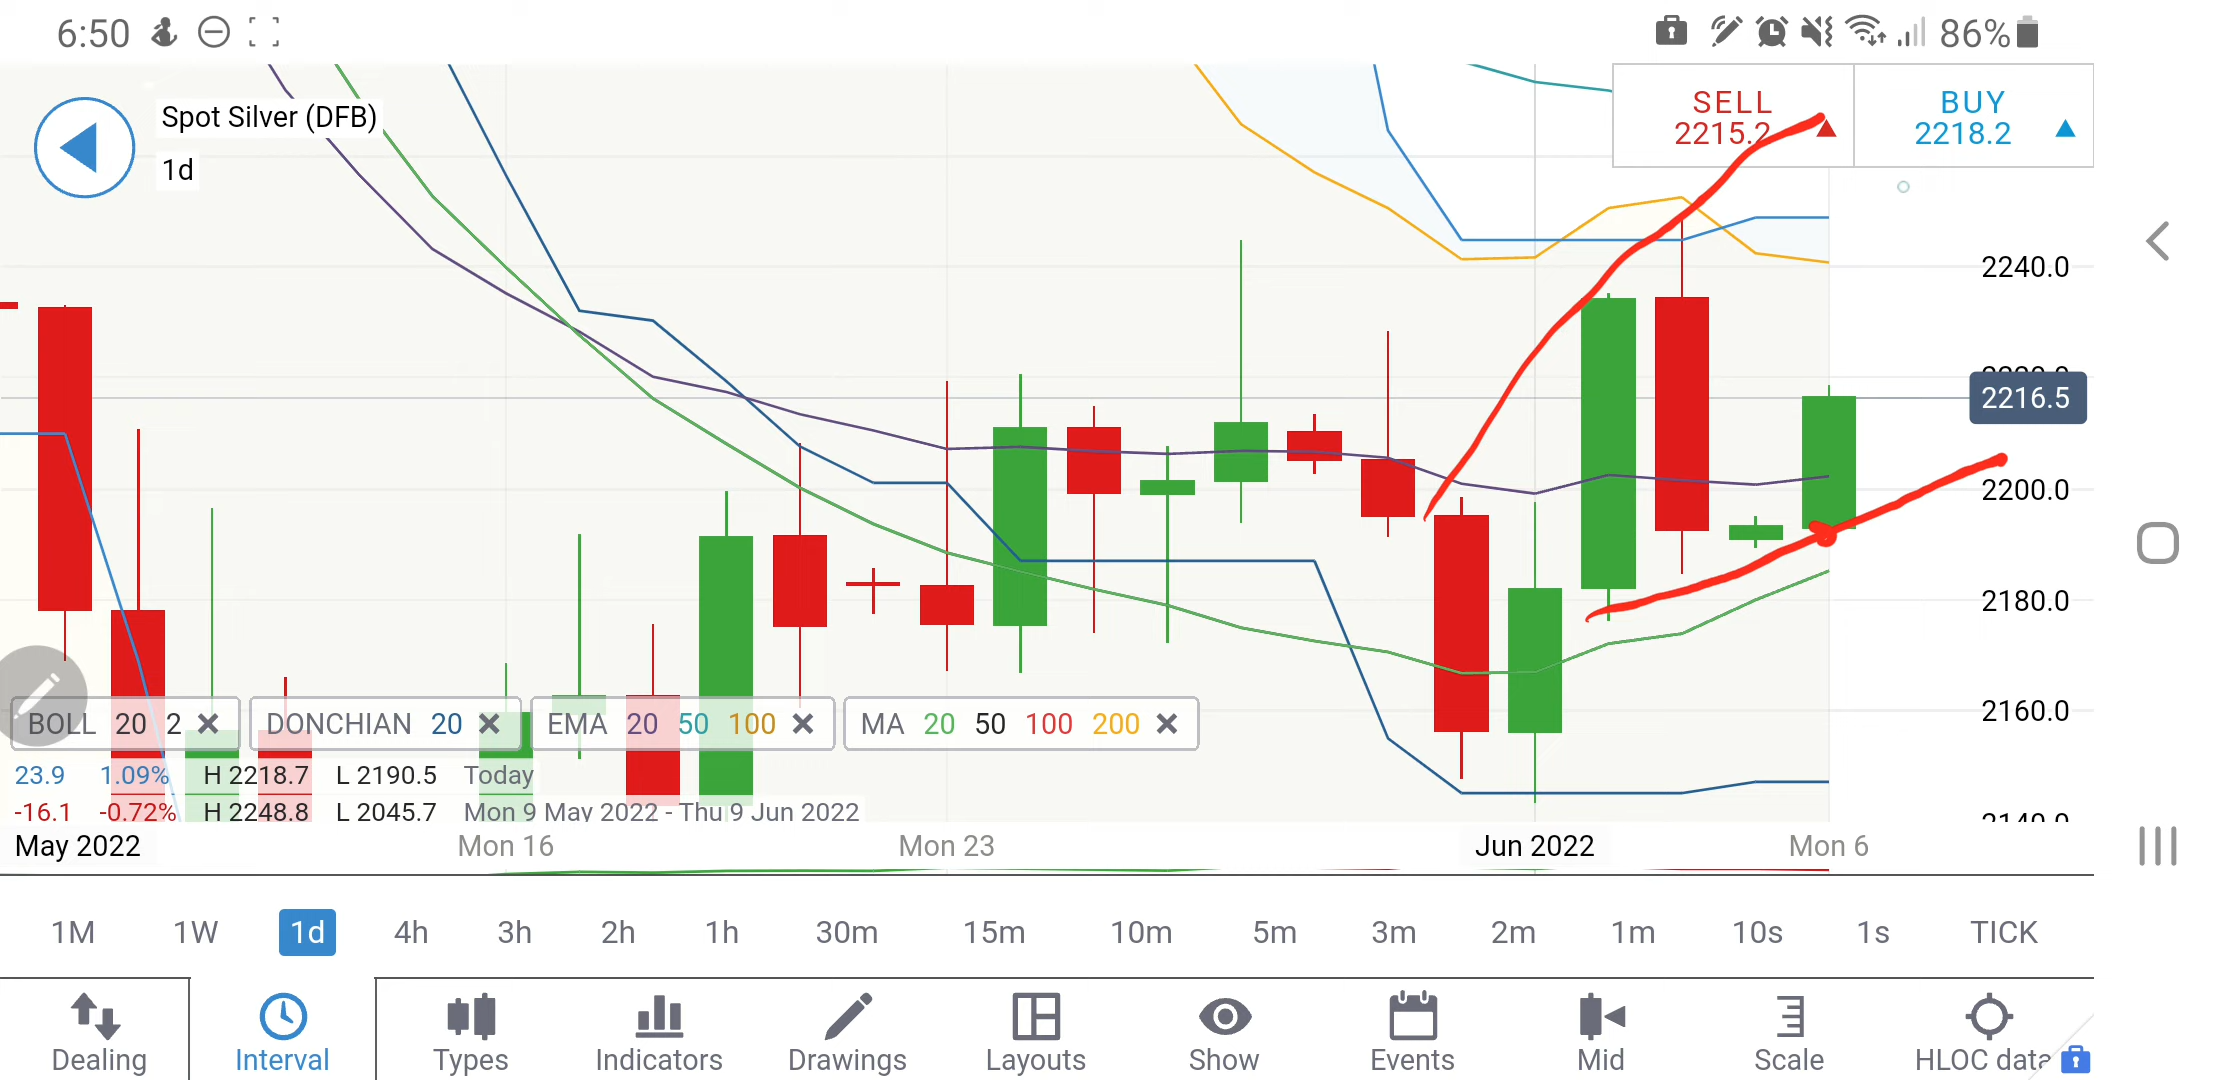 6:50
86%
Spot Silver (DFB)
1d
SELL
2215.2
BUY
2218.2
2240.0
2216.5
2200.0
2180.0
2160.0
BOLL 20 2
DONCHIAN 20
EMA 20 50 100
MA 20 50 100 200
23.9 1.09% H 2218.7 L 2190.5 Today
-16.1 -0.72% H 2248.8 L 2045.7 Mon 9 May 2022 - Thu 9 Jun 2022
May 2022 Mon 16 Mon 23 Jun 2022 Mon 6
1M 1W 1d 4h 3h 2h 1h 30m 15m 10m 5m 3m 2m 1m 10s 1s TICK
Dealing Interval Types Indicators Drawings Layouts Show Events Mid Scale HLOC data